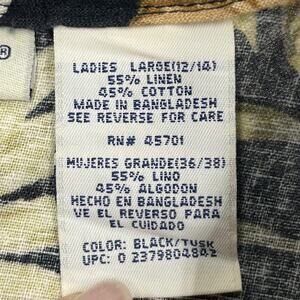 ®
LADIES LARGE(12/14)
55% LINEN
45% COTTON
MADE IN BANGLADESH
SEE REVERSE FOR CARE
RN# 45701
MUJERES GRANDE(36/38)
55% LINO
45% ALGODON
HECHO EN BANGLADESH
VE EL REVERSO PARA
EL CUIDADO
COLOR: BLACK/TUSK
UPC: 0 2379804842